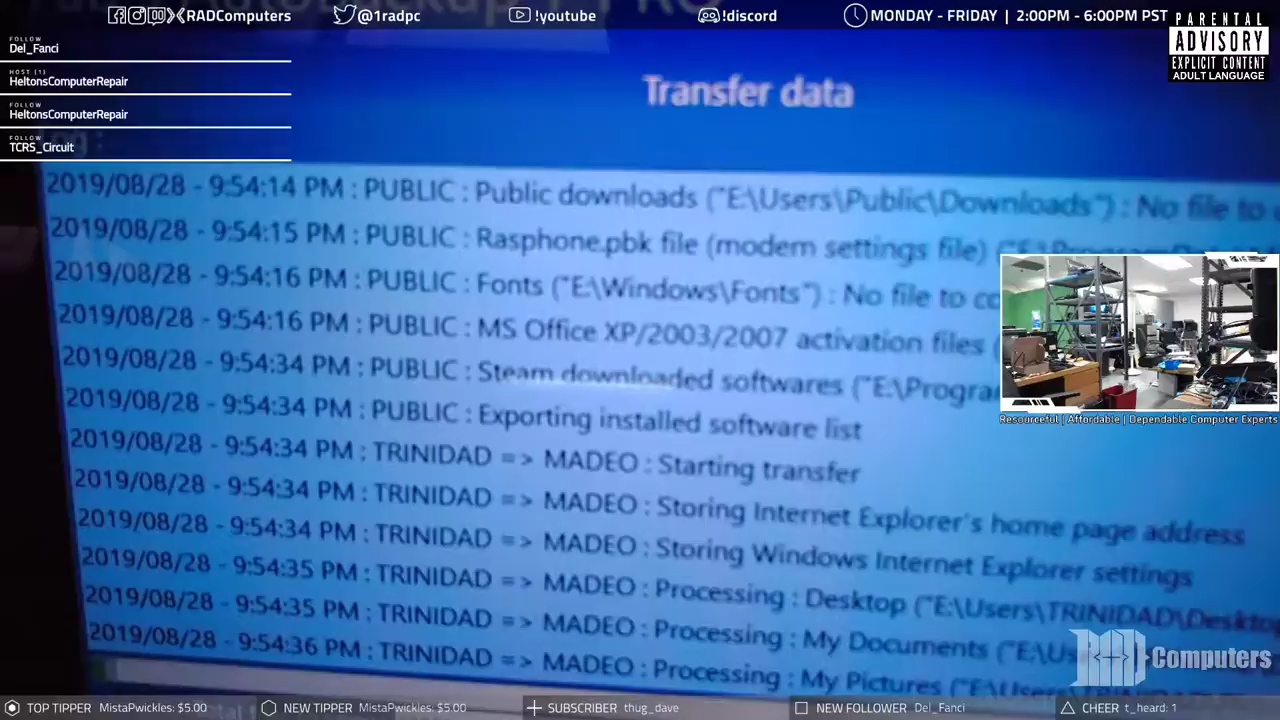 RADComputers
@1radpc
!youtube
!discord
MONDAY - FRIDAY | 2:00PM - 6:00PM PST
PARENTAL
ADVISORY
EXPLICIT CONTENT
ADULT LANGUAGE
FOLLOW
Del_Fanci
HOST (1)
HeltonsComputerRepair
FOLLOW
HeltonsComputerRepair
FOLLOW
TCRS_Circuit
Transfer data
2019/08/28 - 9:54:14 PM : PUBLIC : Public downloads ("E:\Users\Public\Downloads") : No file to
2019/08/28 - 9:54:15 PM : PUBLIC : Rasphone.pbk file (modem settings file)
2019/08/28 - 9:54:16 PM : PUBLIC : Fonts ("E:\Windows\Fonts") : No file to co
2019/08/28 - 9:54:16 PM : PUBLIC : MS Office XP/2003/2007 activation files (
2019/08/28 - 9:54:34 PM : PUBLIC : Steam downloaded softwares ("E:\Progra
2019/08/28 - 9:54:34 PM : PUBLIC : Exporting installed software list
2019/08/28 - 9:54:34 PM : TRINIDAD => MADEO : Starting transfer
2019/08/28 - 9:54:34 PM : TRINIDAD => MADEO : Storing Internet Explorer's home page address
2019/08/28 - 9:54:34 PM : TRINIDAD => MADEO : Storing Windows Internet Explorer settings
2019/08/28 - 9:54:35 PM : TRINIDAD => MADEO : Processing : Desktop ("E:\Users\TRINIDAD\Desktop
2019/08/28 - 9:54:35 PM : TRINIDAD => MADEO : Processing : My Documents ("E:\Us
2019/08/28 - 9:54:36 PM : TRINIDAD => MADEO : Processing : My Pictures ("E:\Users\TRINIDAD
Resourceful | Affordable | Dependable Computer Experts
RAD Computers
TOP TIPPER MistaPwickles: $5.00
NEW TIPPER MistaPwickles: $5.00
SUBSCRIBER thug_dave
NEW FOLLOWER Del_Fanci
CHEER t_heard: 1